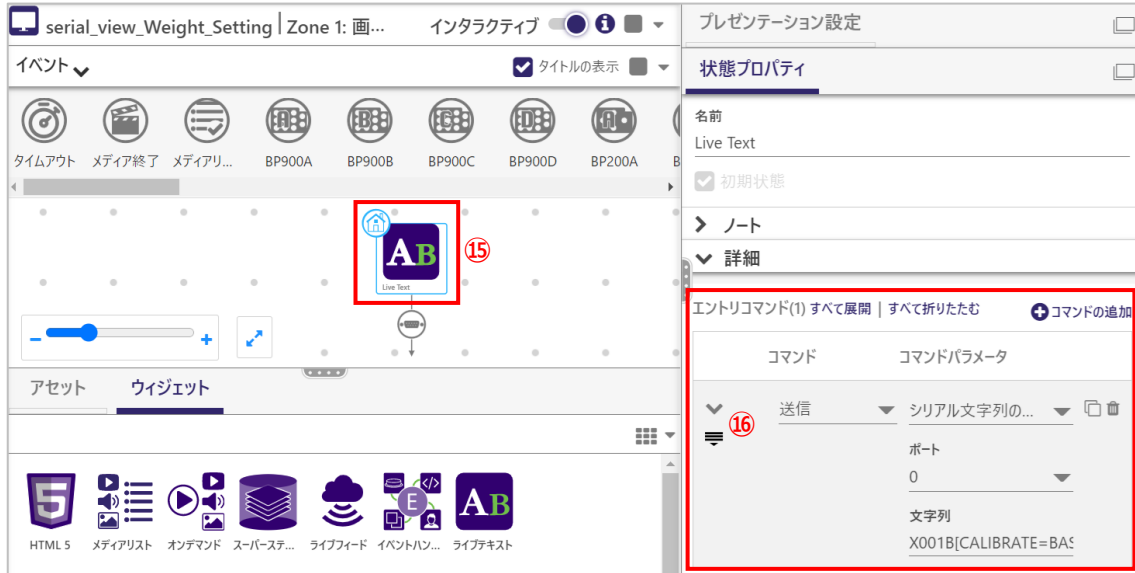 serial_view_Weight_Setting | Zone 1: 画… インタラクティブ
イベント
タイトルの表示
タイムアウト メディア終了 メディアリ... BP900A BP900B BP900C BP900D BP200A B
AB
Live Text
⑮
アセット ウィジェット
HTML 5 メディアリスト オンデマンド スーパーステ... ライブフィード イベントハン... ライブテキスト
プレゼンテーション設定
状態プロパティ
名前
Live Text
初期状態
ノート
詳細
エントリコマンド(1) すべて展開 | すべて折りたたむ コマンドの追加
コマンド コマンドパラメータ
⑯
送信 シリアル文字列の...
ポート
0
文字列
X001B[CALIBRATE=BAS